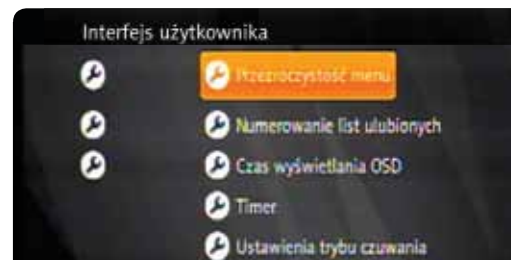 Interfejs użytkownika
Przezroczystość menu
Numerowanie list ulubionych
Czas wyświetlania OSD
Timer
Ustawienia trybu czuwania